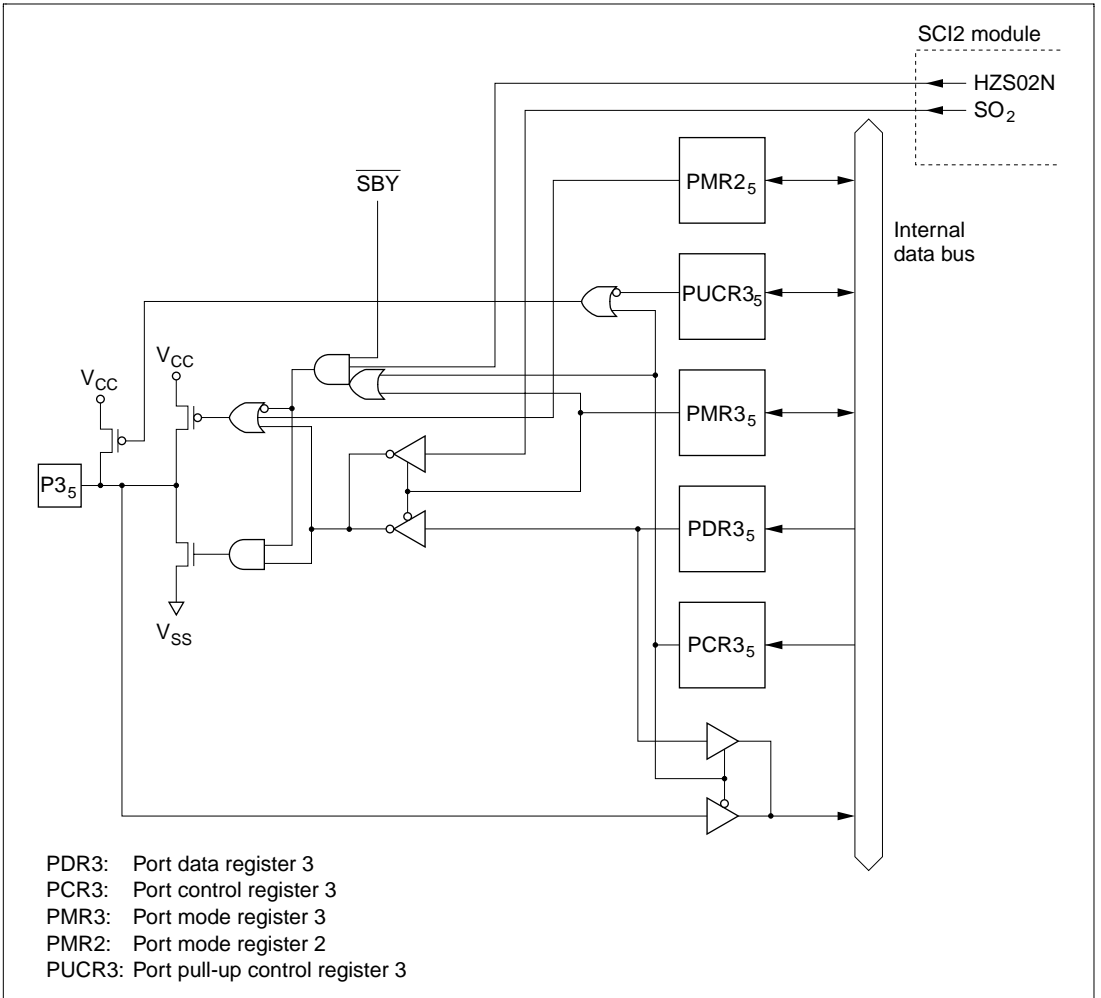 SCI2 module
HZS02N
SO2
SBY
PMR25
Internal
data bus
PUCR35
VCC
VCC
PMR35
P35
PDR35
VSS
PCR35
PDR3: Port data register 3
PCR3: Port control register 3
PMR3: Port mode register 3
PMR2: Port mode register 2
PUCR3: Port pull-up control register 3